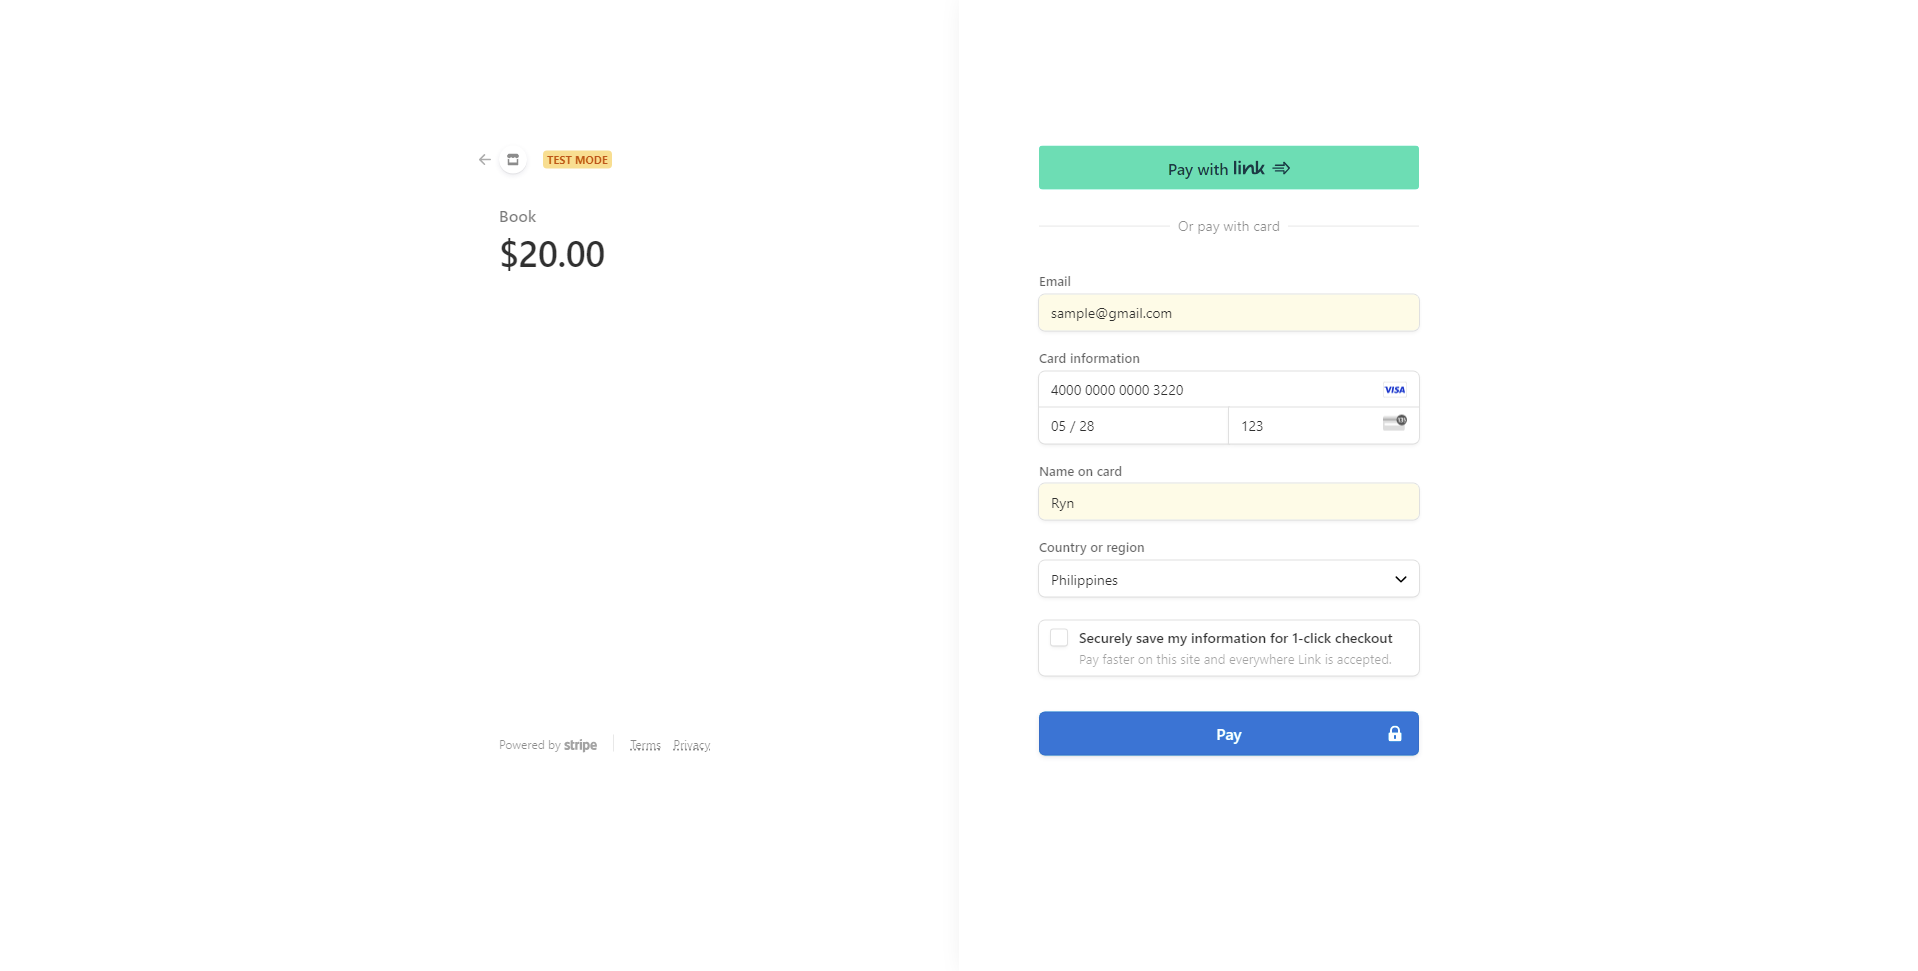 TEST MODE
Book
$20.00
Powered by stripe
Terms Privacy
Pay with link
Or pay with card
Email
sample@gmail.com
Card information
4000 0000 0000 3220
VISA
05 / 28
123
Name on card
Ryn
Country or region
Philippines
Securely save my information for 1-click checkout
Pay faster on this site and everywhere Link is accepted.
Pay